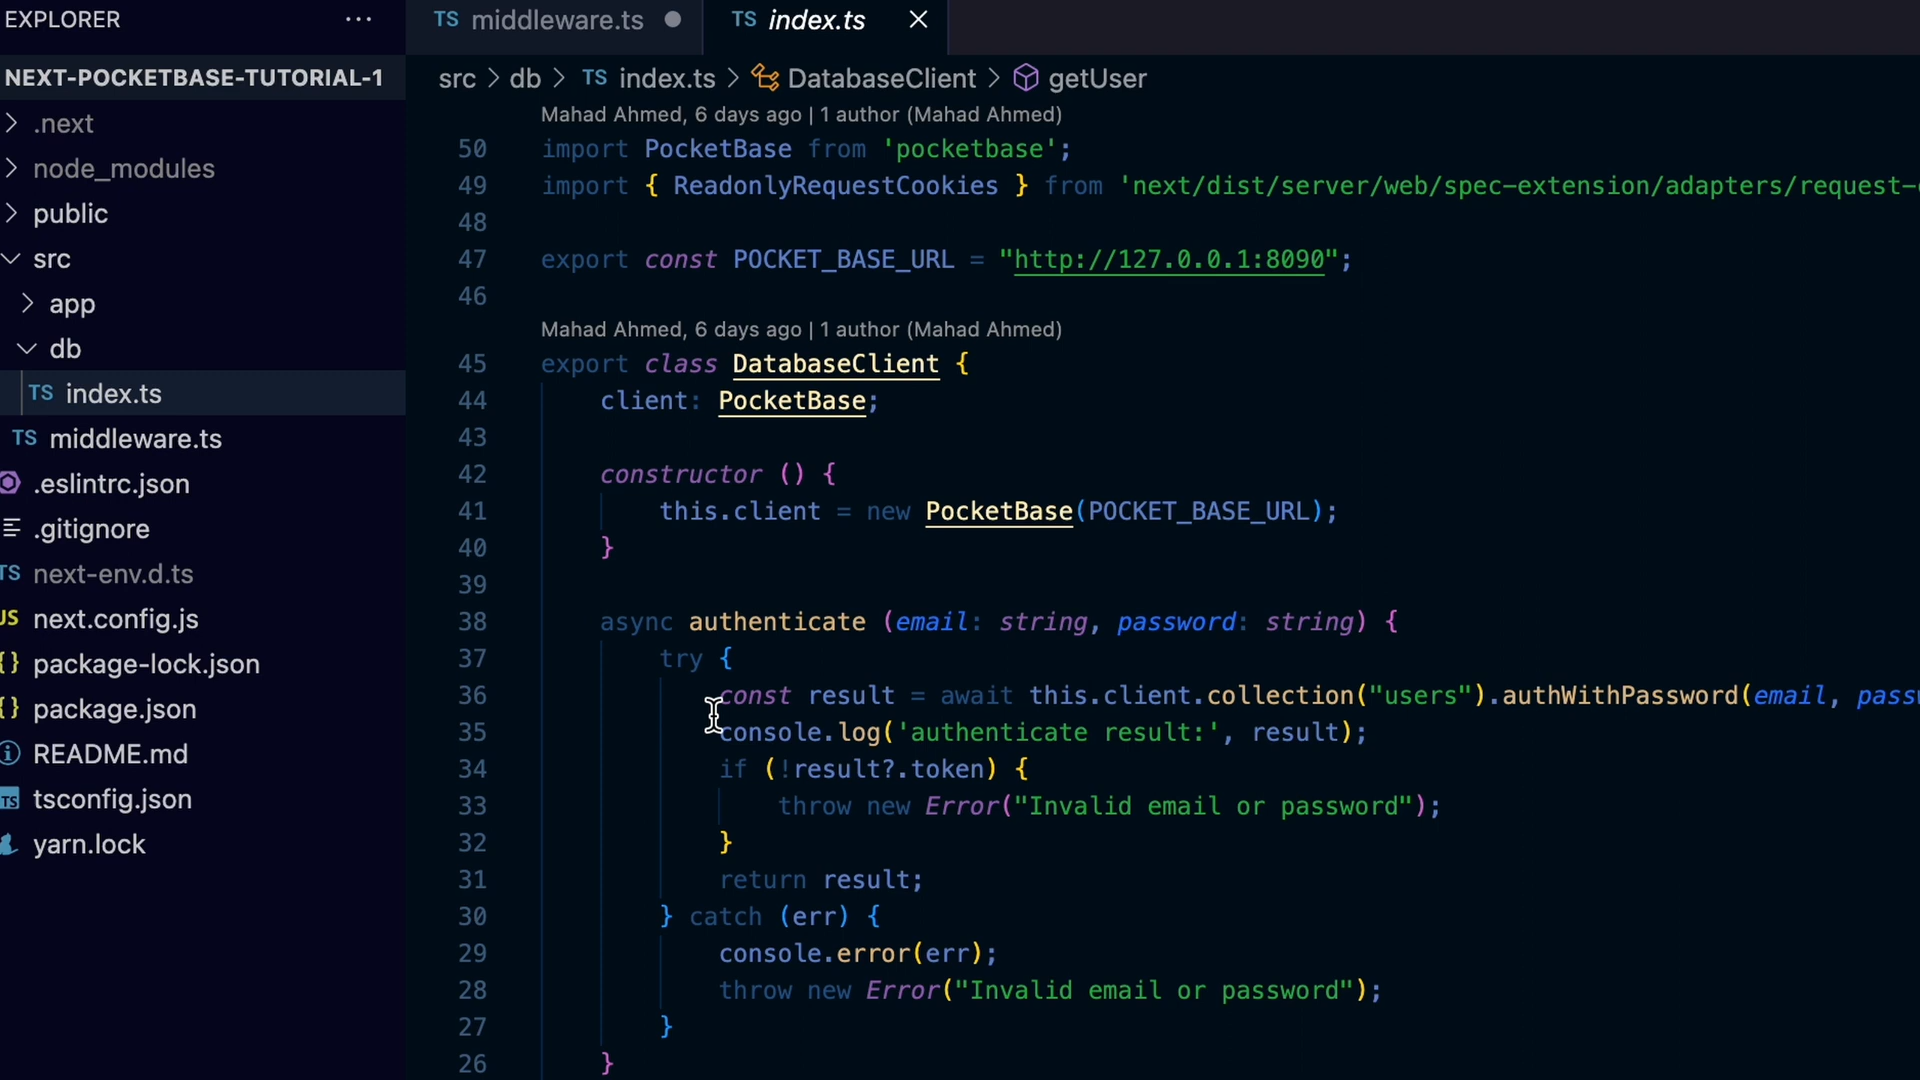 EXPLORER ···
NEXT-POCKETBASE-TUTORIAL-1
.next
node_modules
public
src
app
db
TS index.ts
TS middleware.ts
.eslintrc.json
.gitignore
TS next-env.d.ts
JS next.config.js
{} package-lock.json
{} package.json
README.md
TS tsconfig.json
yarn.lock
TS middleware.ts ● TS index.ts ×
src > db > TS index.ts > DatabaseClient > getUser
Mahad Ahmed, 6 days ago | 1 author (Mahad Ahmed)
50 import PocketBase from 'pocketbase';
49 import { ReadonlyRequestCookies } from 'next/dist/server/web/spec-extension/adapters/request-
48
47 export const POCKET_BASE_URL = "http://127.0.0.1:8090";
46
Mahad Ahmed, 6 days ago | 1 author (Mahad Ahmed)
45 export class DatabaseClient {
44 client: PocketBase;
43
42 constructor () {
41 this.client = new PocketBase(POCKET_BASE_URL);
40 }
39
38 async authenticate (email: string, password: string) {
37 try {
36 const result = await this.client.collection("users").authWithPassword(email, passw
35 console.log('authenticate result:', result);
34 if (!result?.token) {
33 throw new Error("Invalid email or password");
32 }
31 return result;
30 } catch (err) {
29 console.error(err);
28 throw new Error("Invalid email or password");
27 }
26 }